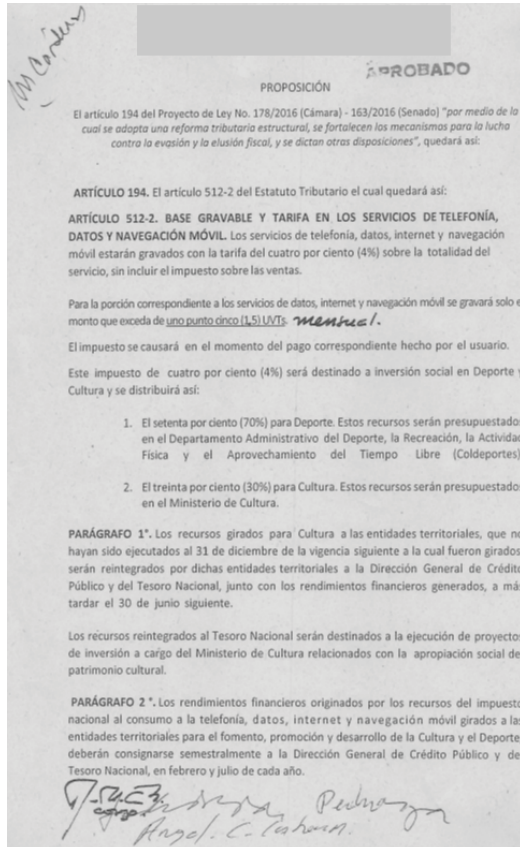 M Cárdenas
APROBADO
PROPOSICIÓN
El artículo 194 del Proyecto de Ley No. 178/2016 (Cámara) - 163/2016 (Senado) "por medio de la
cual se adopta una reforma tributaria estructural, se fortalecen los mecanismos para la lucha
contra la evasión y la elusión fiscal, y se dictan otras disposiciones", quedará así:
ARTÍCULO 194. El artículo 512-2 del Estatuto Tributario el cual quedará así:
ARTÍCULO 512-2. BASE GRAVABLE Y TARIFA EN LOS SERVICIOS DE TELEFONÍA,
DATOS Y NAVEGACIÓN MÓVIL. Los servicios de telefonía, datos, internet y navegación
móvil estarán gravados con la tarifa del cuatro por ciento (4%) sobre la totalidad del
servicio, sin incluir el impuesto sobre las ventas.
Para la porción correspondiente a los servicios de datos, internet y navegación móvil se gravará solo e
monto que exceda de uno punto cinco (1,5) UVTs. mensual.
El impuesto se causará en el momento del pago correspondiente hecho por el usuario.
Este impuesto de cuatro por ciento (4%) será destinado a inversión social en Deporte y
Cultura y se distribuirá así:
1. El setenta por ciento (70%) para Deporte. Estos recursos serán presupuestado
en el Departamento Administrativo del Deporte, la Recreación, la Actividad
Física y el Aprovechamiento del Tiempo Libre (Coldeportes)
2. El treinta por ciento (30%) para Cultura. Estos recursos serán presupuestado
en el Ministerio de Cultura.
PARÁGRAFO 1°. Los recursos girados para Cultura a las entidades territoriales, que no
hayan sido ejecutados al 31 de diciembre de la vigencia siguiente a la cual fueron girados
serán reintegrados por dichas entidades territoriales a la Dirección General de Crédito
Público y del Tesoro Nacional, junto con los rendimientos financieros generados, a más
tardar el 30 de junio siguiente.
Los recursos reintegrados al Tesoro Nacional serán destinados a la ejecución de proyectos
de inversión a cargo del Ministerio de Cultura relacionados con la apropiación social de
patrimonio cultural.
PARÁGRAFO 2 °. Los rendimientos financieros originados por los recursos del impuesto
nacional al consumo a la telefonía, datos, internet y navegación móvil girados a las
entidades territoriales para el fomento, promoción y desarrollo de la Cultura y el Deporte
deberán consignarse semestralmente a la Dirección General de Crédito Público y de
Tesoro Nacional, en febrero y julio de cada año.
Pedraza
Angel. C.